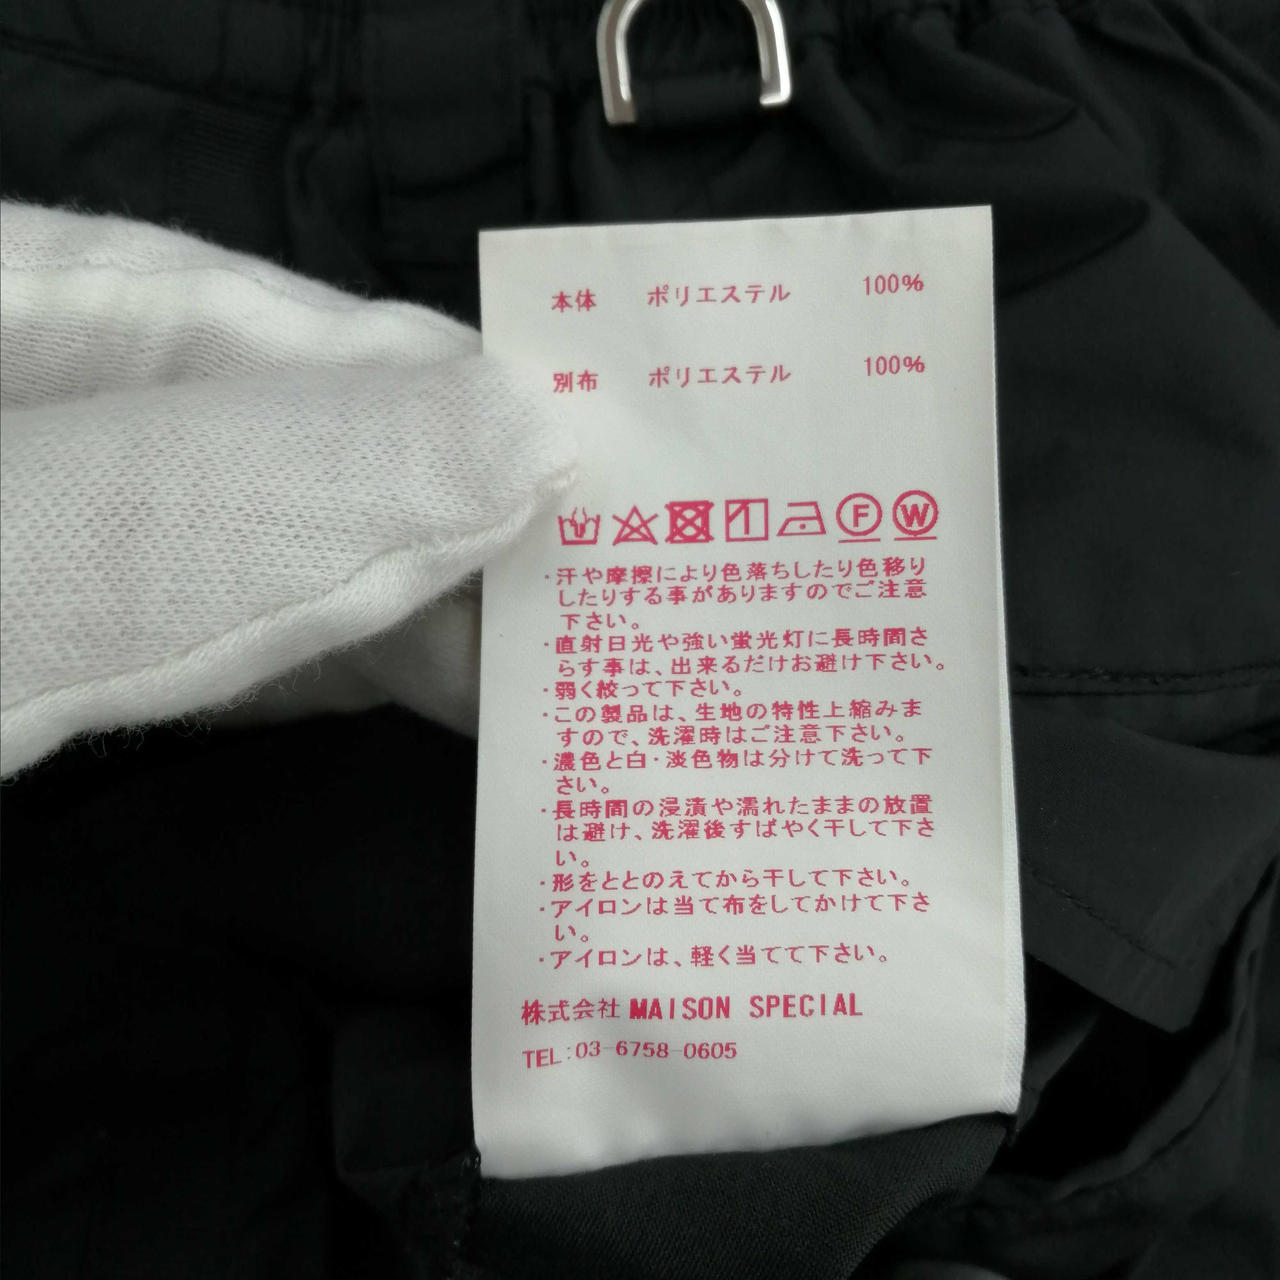 本体 ポリエステル 100%
別布 ポリエステル 100%
F W
・汗や摩擦により色落ちしたり色移り
したりする事がありますのでご注意
下さい。
・直射日光や強い蛍光灯に長時間さ
らす事は、出来るだけお避け下さい。
・弱く絞って下さい。
・この製品は、生地の特性上縮みま
すので、洗濯時はご注意下さい。
・濃色と白・淡色物は分けて洗って下
さい。
・長時間の浸漬や濡れたままの放置
は避け、洗濯後すばやく干して下さ
い。
・形をととのえてから干して下さい。
・アイロンは当て布をしてかけて下さ
い。
・アイロンは、軽く当てて下さい。
株式会社 MAISON SPECIAL
TEL:03-6758-0605